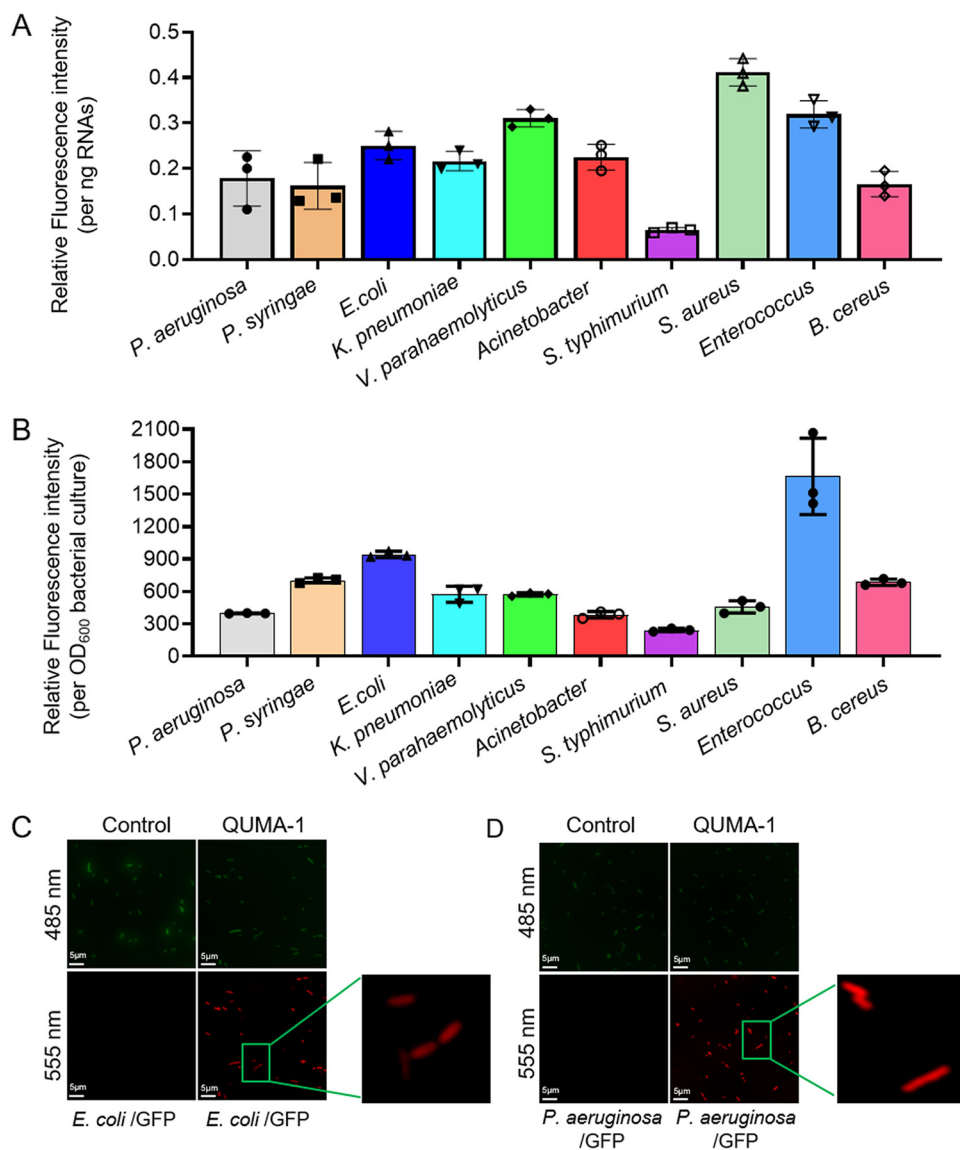 A
Relative Fluorescence intensity
(per ng RNAs)
0.5
0.4
0.3
0.2
0.1
0.0
P. aeruginosa
P. syringae
E.coli
K. pneumoniae
V. parahaemolyticus
Acinetobacter
S. typhimurium
S. aureus
Enterococcus
B. cereus
B
Relative Fluorescence intensity
(per OD600 bacterial culture)
2100
1800
1500
1200
900
600
300
0
P. aeruginosa
P. syringae
E.coli
K. pneumoniae
V. parahaemolyticus
Acinetobacter
S. typhimurium
S. aureus
Enterococcus
B. cereus
C
Control
QUMA-1
485 nm
5µm
5µm
555 nm
5µm
5µm
E. coli /GFP
E. coli /GFP
D
Control
QUMA-1
485 nm
5µm
5µm
555 nm
5µm
5µm
P. aeruginosa
/GFP
P. aeruginosa
/GFP